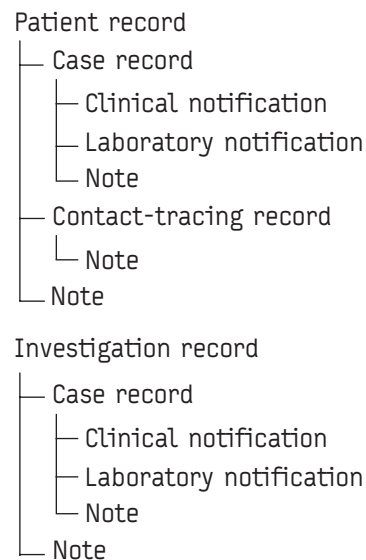 Patient record
Case record
Clinical notification
Laboratory notification
Note
Contact-tracing record
Note
Note
Investigation record
Case record
Clinical notification
Laboratory notification
Note
Note